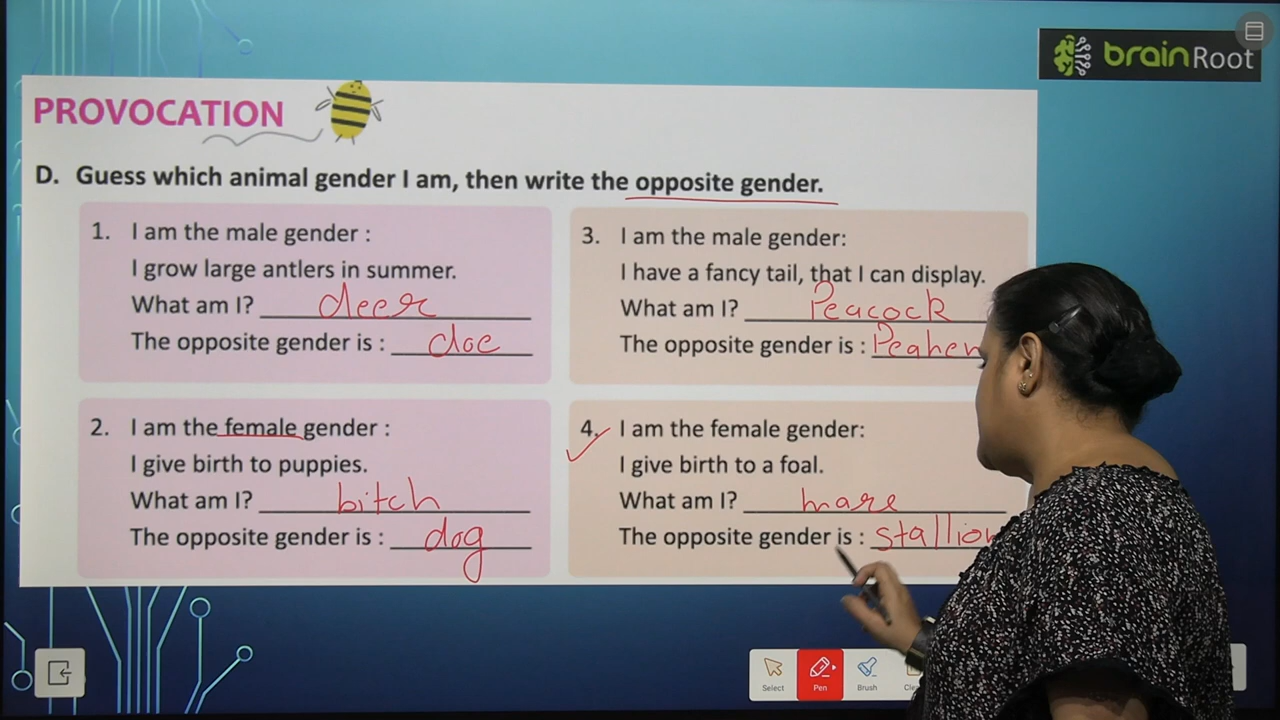 brainRoot
PROVOCATION
D. Guess which animal gender I am, then write the opposite gender.
1. I am the male gender :
I grow large antlers in summer.
What am I? deer
The opposite gender is : doe
2. I am the female gender :
I give birth to puppies.
What am I? bitch
The opposite gender is : dog
3. I am the male gender:
I have a fancy tail, that I can display.
What am I? Peacock
The opposite gender is : Peahen
4. I am the female gender:
I give birth to a foal.
What am I? mare
The opposite gender is : stallion
Select Pen Brush